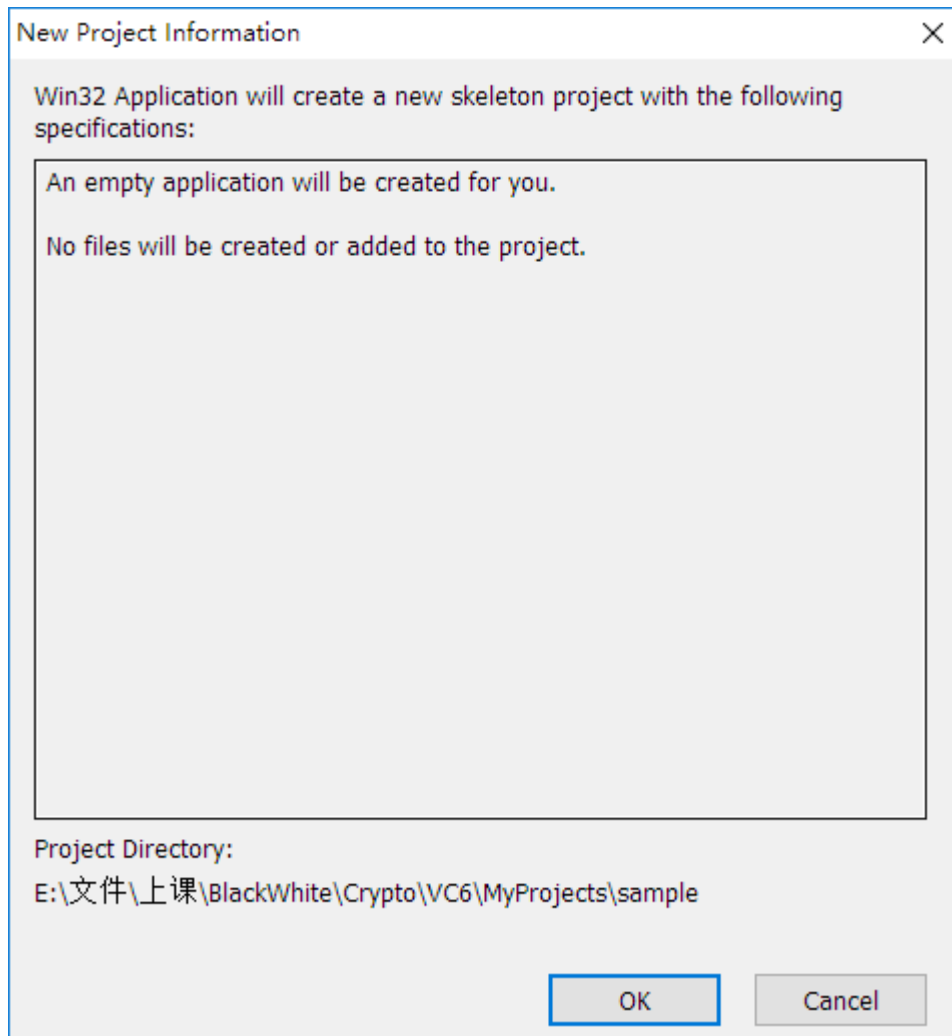 New Project Information
Win32 Application will create a new skeleton project with the following
specifications:
An empty application will be created for you.
No files will be created or added to the project.
Project Directory:
E:\文件\上课\BlackWhite\Crypto\VC6\MyProjects\sample
OK Cancel